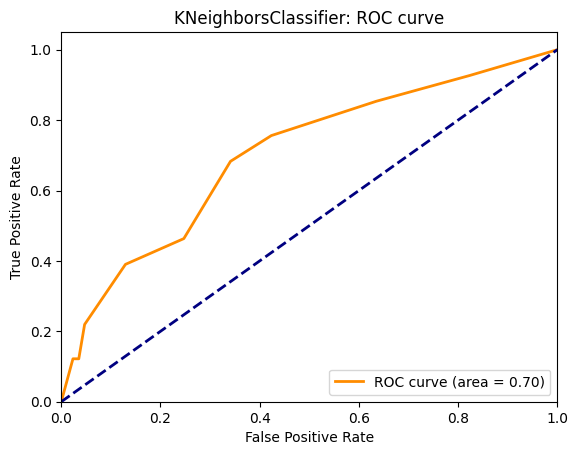 KNeighborsClassifier: ROC curve
1.0
0.8
0.6
0.4
0.2
0.0
True Positive Rate
ROC curve (area = 0.70)
0.0 0.2 0.4 0.6 0.8 1.0
False Positive Rate